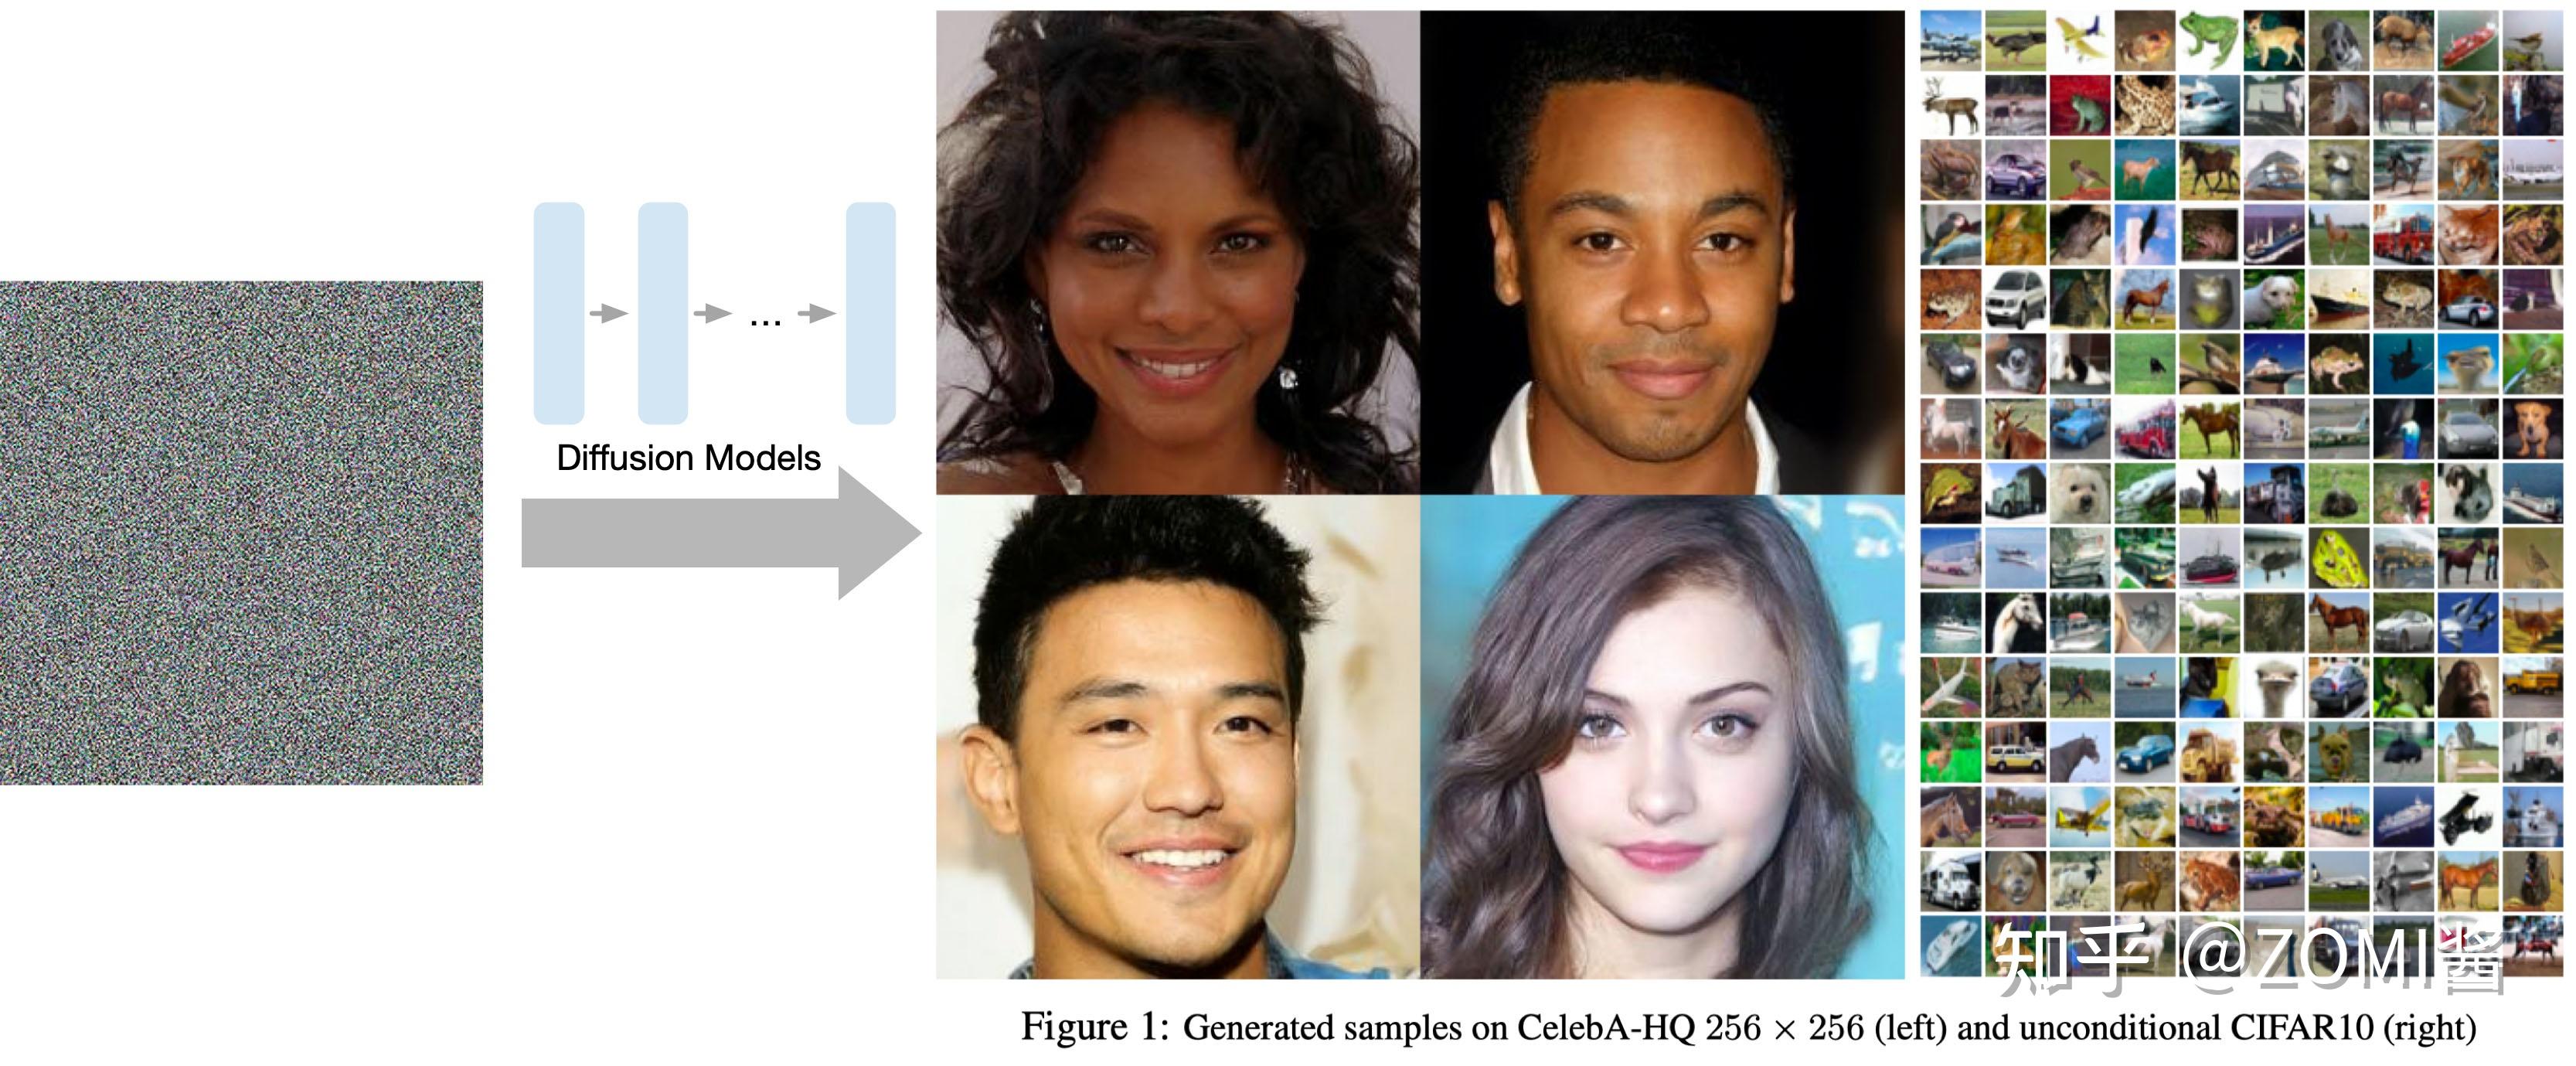 ...
Diffusion Models
知乎 @ZOMI酱
Figure 1: Generated samples on CelebA-HQ 256 × 256 (left) and unconditional CIFAR10 (right)